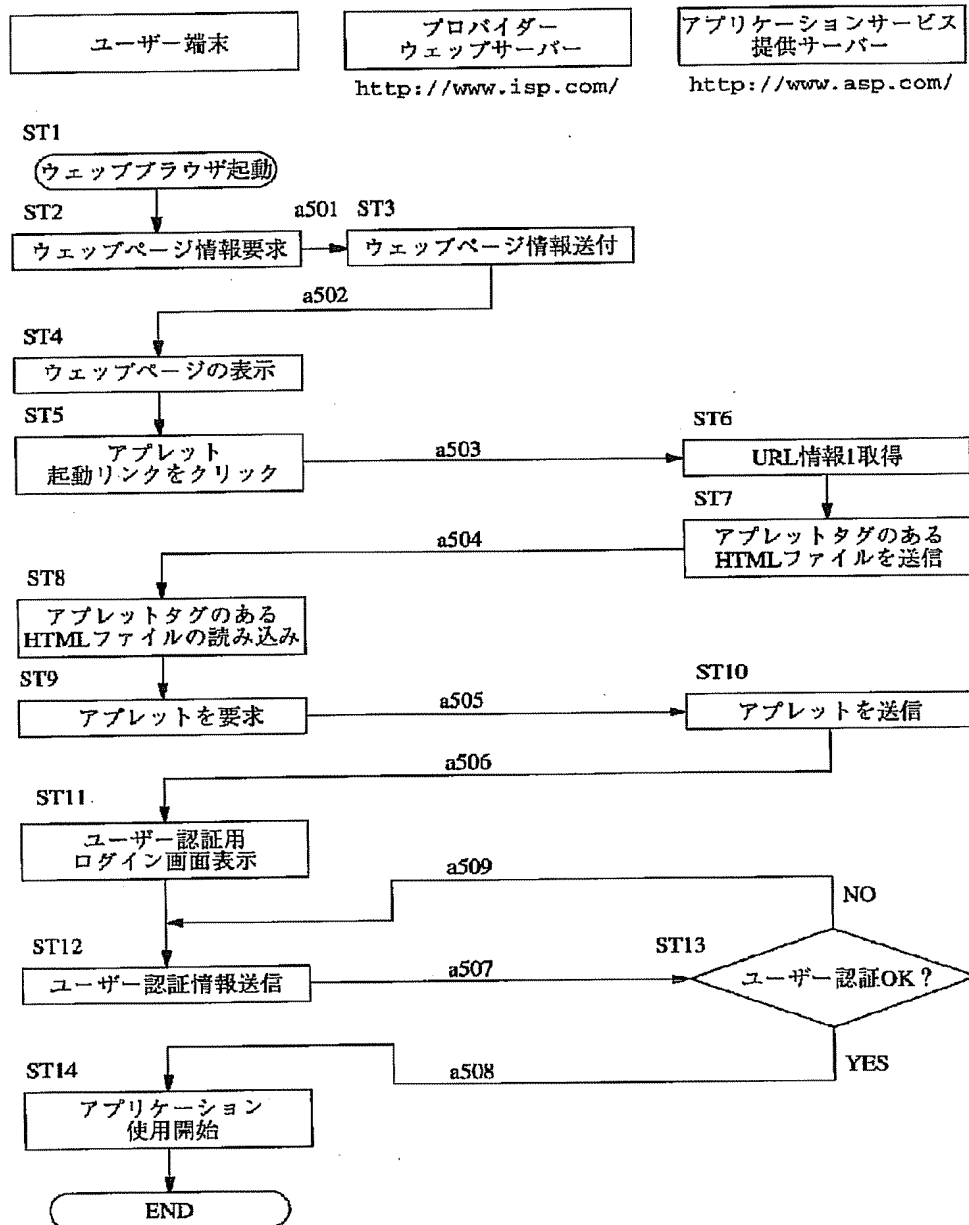 ユーザー端末
プロバイダー
ウェップサーバー
http://www.isp.com/
アプリケーションサービス
提供サーバー
http://www.asp.com/
ST1
ウェップブラウザ起動
ST2
ウェップページ情報要求
a501
ST3
ウェップページ情報送付
a502
ST4
ウェップページの表示
ST5
アプレット
起動リンクをクリック
a503
ST6
URL情報1取得
ST7
アプレットタグのある
HTMLファイルを送信
a504
ST8
アプレットタグのある
HTMLファイルの読み込み
ST9
アプレットを要求
a505
ST10
アプレットを送信
a506
ST11
ユーザー認証用
ログイン画面表示
a509
NO
ST12
ユーザー認証情報送信
a507
ST13
ユーザー認証OK？
YES
a508
ST14
アプリケーション
使用開始
END